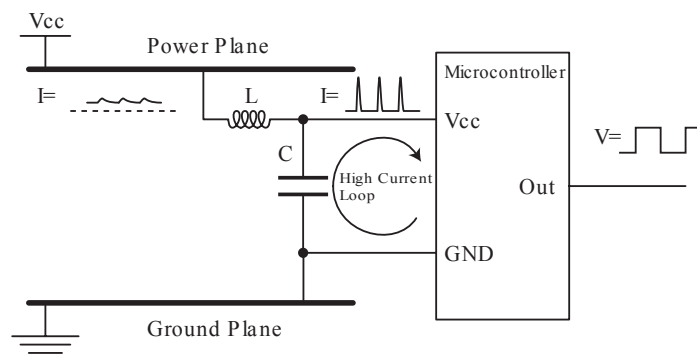 Vcc
Power Plane
Microcontroller
I=
L
I=
Vcc
V=
C
High Current
Loop
Out
GND
Ground Plane